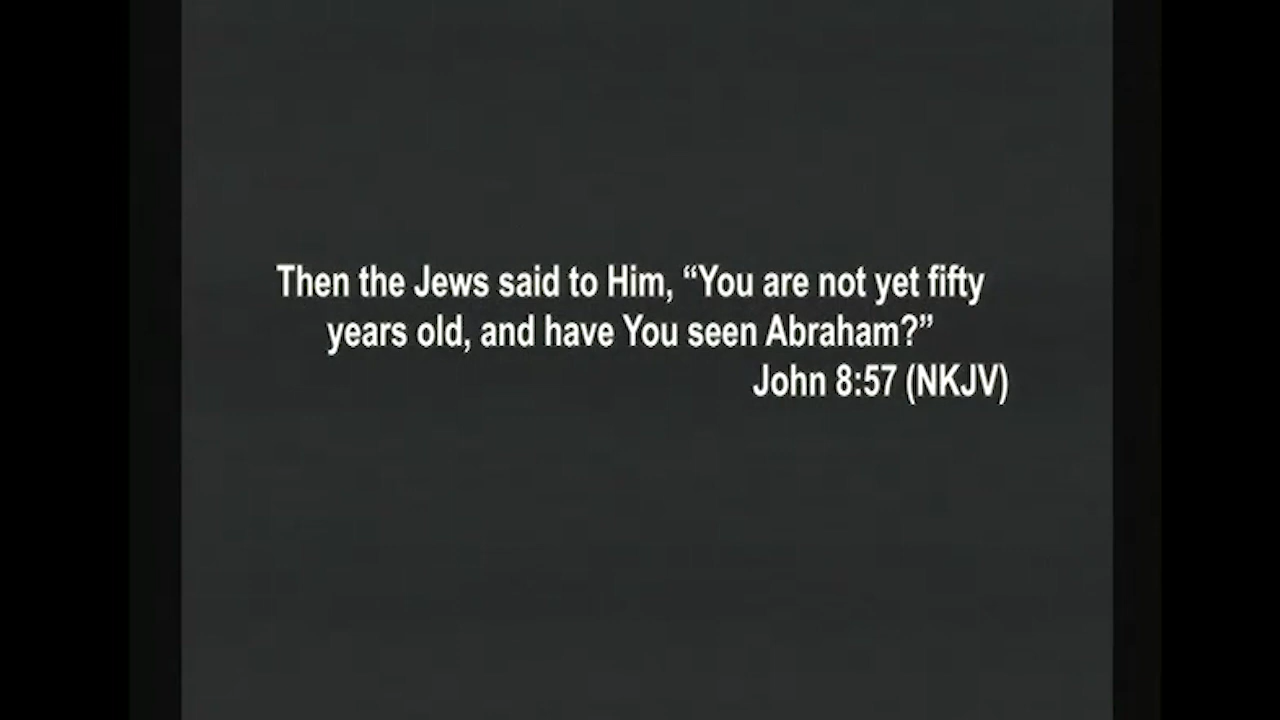 Then the Jews said to Him, “You are not yet fifty
years old, and have You seen Abraham?”
John 8:57 (NKJV)